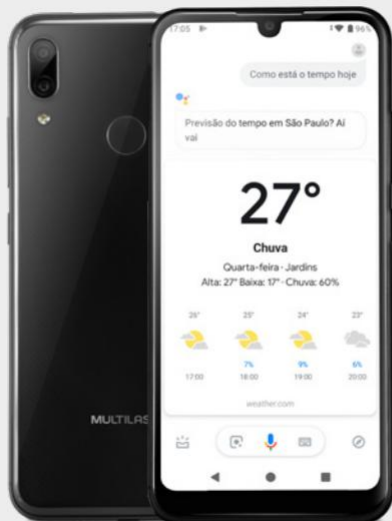 17:05
96%
Como está o tempo hoje
Previsão do tempo em São Paulo? Aí
vai
27°
Chuva
Quarta-feira · Jardins
Alta: 27° Baixa: 17° · Chuva: 60%
26° 25° 24° 23°
7% 9% 6%
17:00 18:00 19:00 20:00
weather.com
MULTILAS